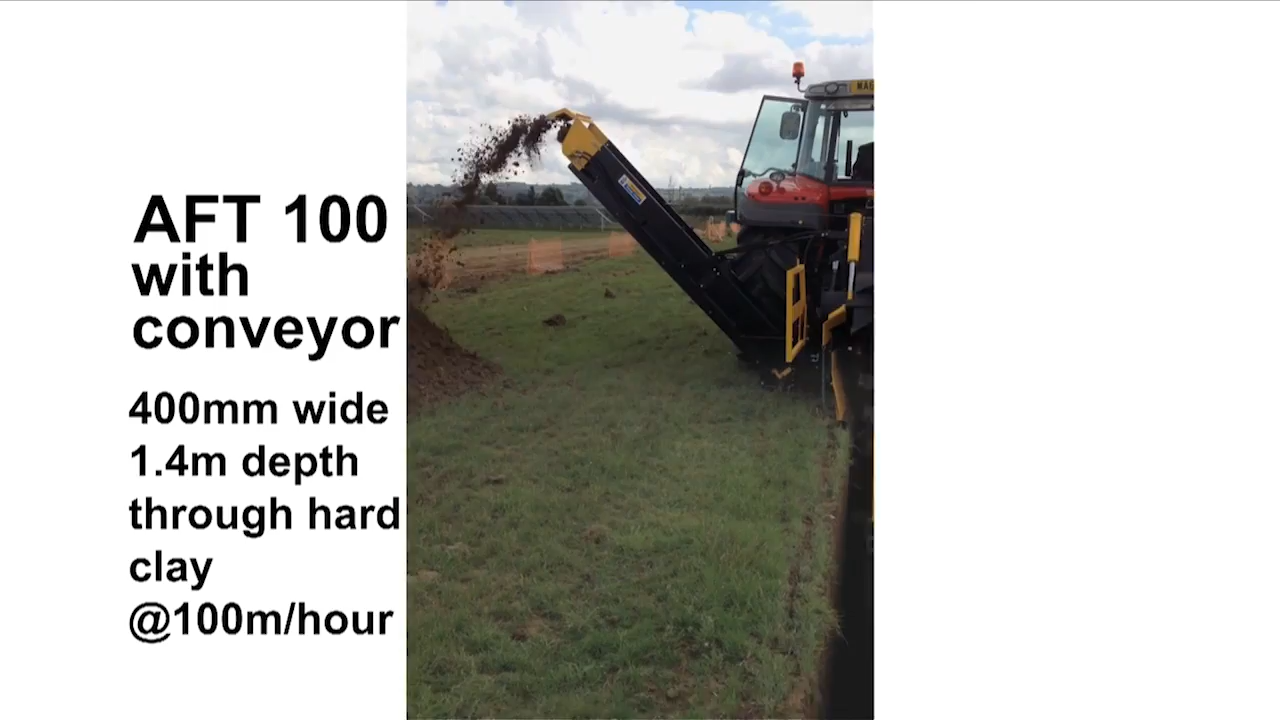 AFT 100
with
conveyor
400mm wide
1.4m depth
through hard
clay
@100m/hour